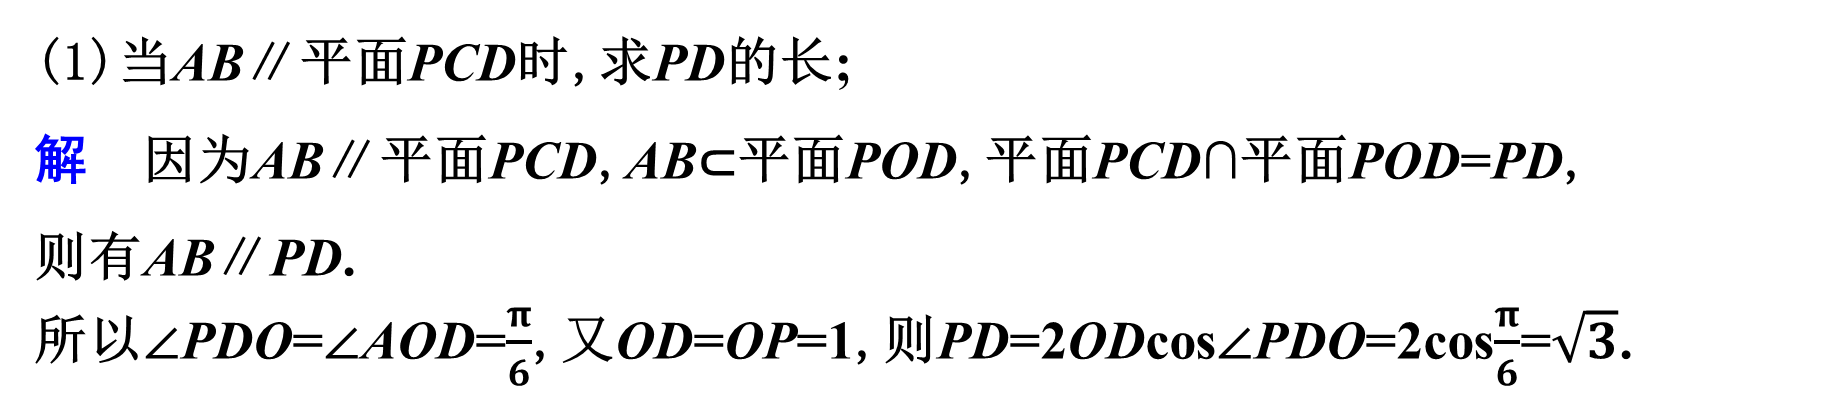 (1)当AB∥平面PCD时,求PD的长;
解 因为AB∥平面PCD,AB⊂平面POD,平面PCD∩平面POD=PD,
则有AB∥PD.
所以∠PDO=∠AOD=π/6,又OD=OP=1,则PD=2ODcos∠PDO=2cosπ/6=√3.